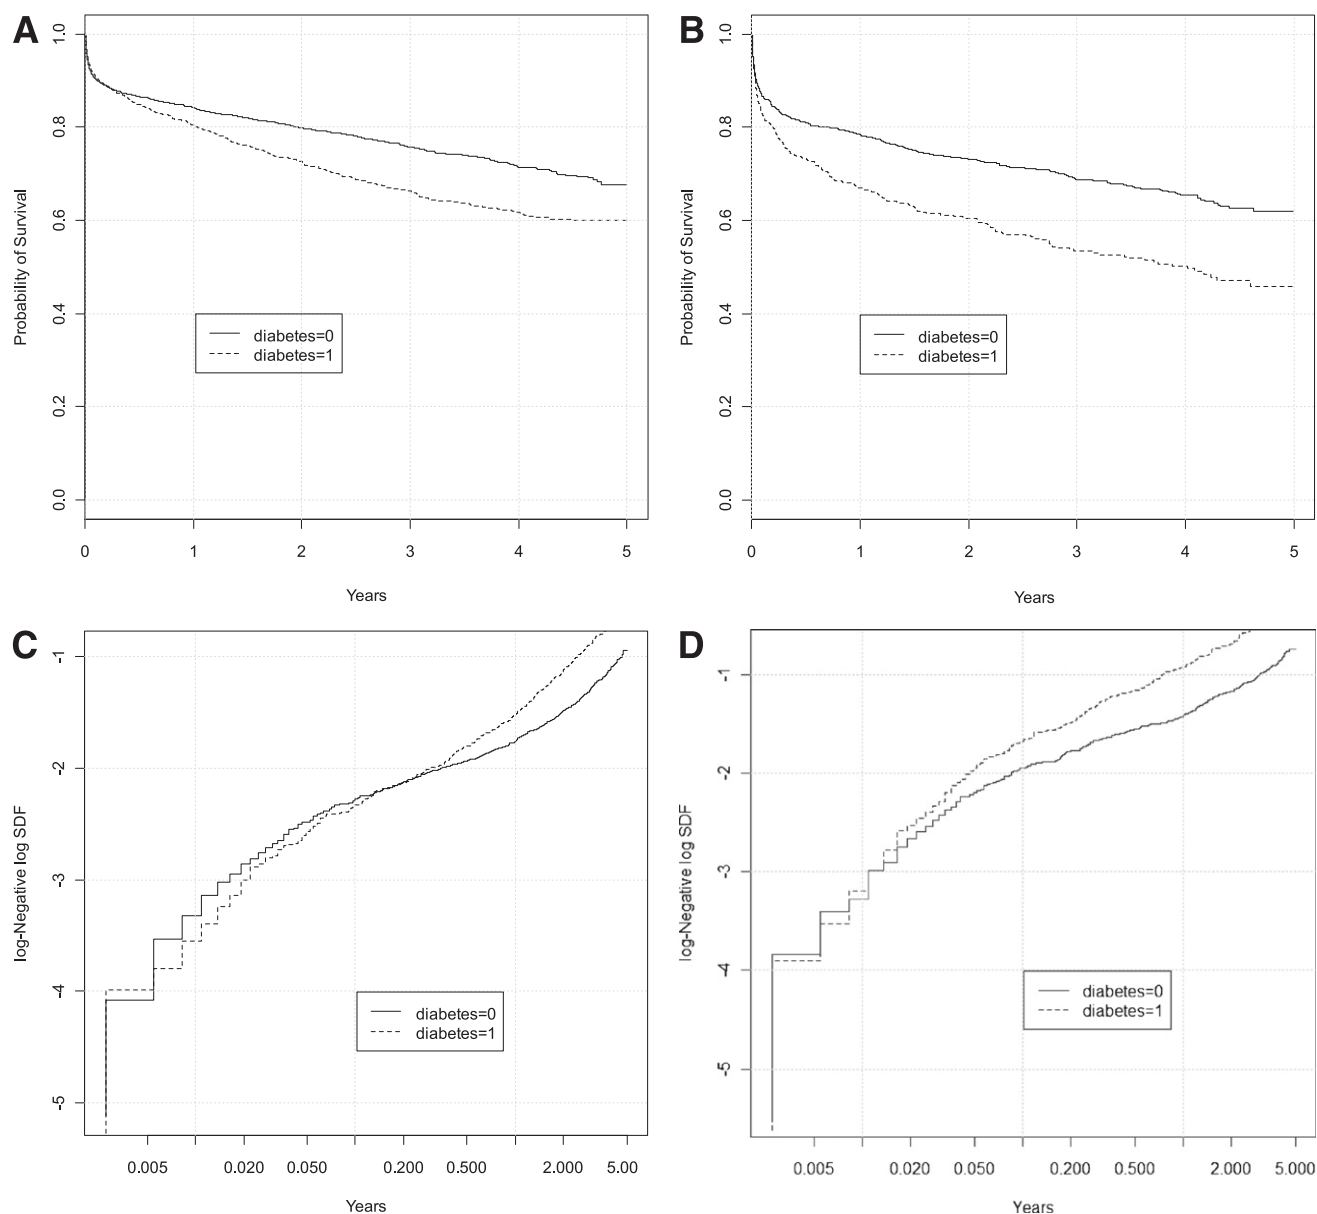 A
Probability of Survival
1.0
0.8
0.6
0.4
0.2
0.0
diabetes=0
diabetes=1
0 1 2 3 4 5
Years
B
Probability of Survival
1.0
0.8
0.6
0.4
0.2
0.0
diabetes=0
diabetes=1
0 1 2 3 4 5
Years
C
log-Negative log SDF
-1
-2
-3
-4
-5
diabetes=0
diabetes=1
0.005 0.020 0.050 0.200 0.500 2.000 5.00
Years
D
log-Negative log SDF
-1
-2
-3
-4
-5
diabetes=0
diabetes=1
0.005 0.020 0.050 0.200 0.500 2.000 5.000
Years